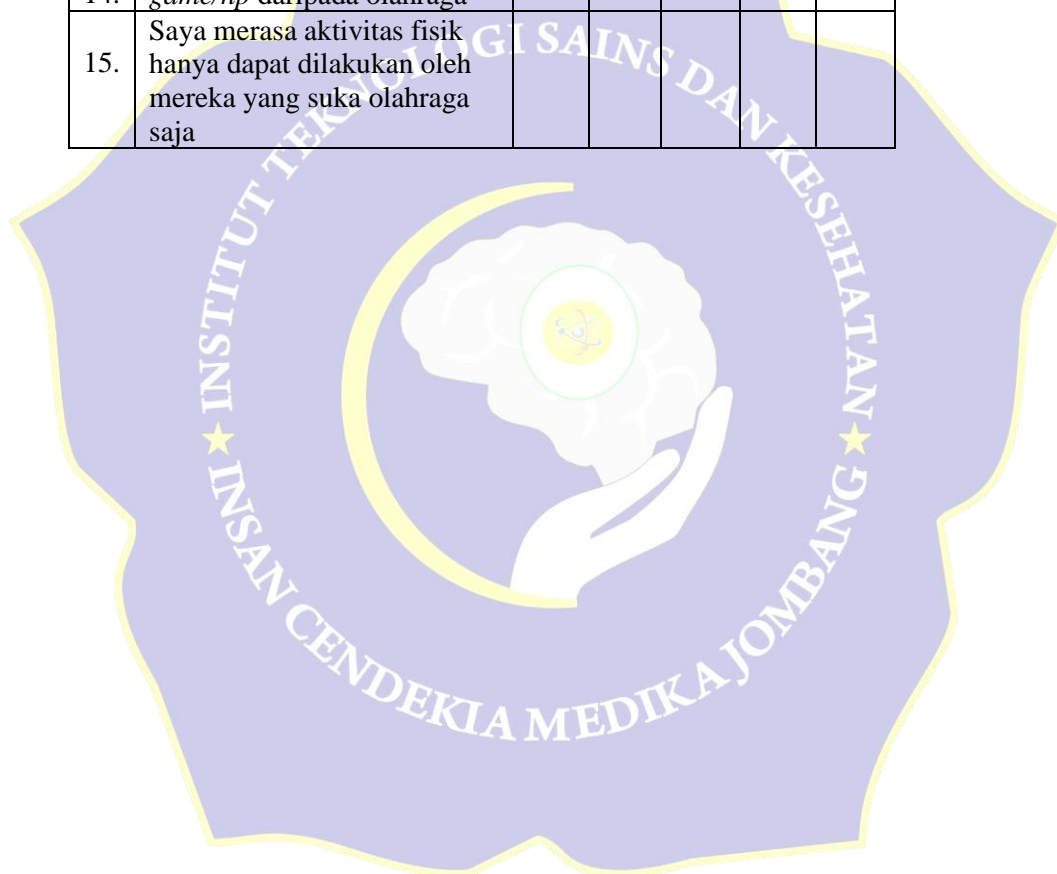 14. game/hp daripada olahraga
Saya merasa aktivitas fisik
15. hanya dapat dilakukan oleh
mereka yang suka olahraga
saja
INSTITUT TEKNOLOGI SAINS DAN KESEHATAN
INSAN CENDEKIA MEDIKA JOMBANG